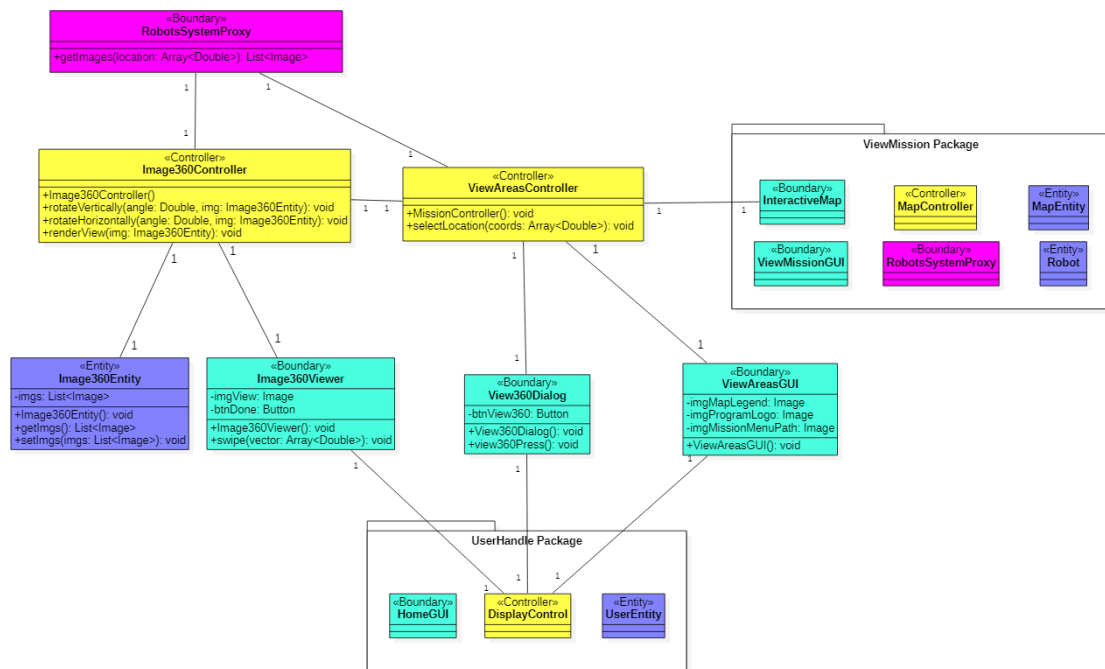 «Boundary»
RobotsSystemProxy
+getImages(location: Array<Double>): List<Image>
1
1
1
1
«Controller»
Image360Controller
+Image360Controller()
+rotateVertically(angle: Double, img: Image360Entity): void
+rotateHorizontally(angle: Double, img: Image360Entity): void
+renderView(img: Image360Entity): void
1
1
«Controller»
ViewAreasController
+MissionController(): void
+selectLocation(coords: Array<Double>): void
1
1
ViewMission Package
«Boundary»
InteractiveMap
«Controller»
MapController
«Entity»
MapEntity
«Boundary»
ViewMissionGUI
«Boundary»
RobotsSystemProxy
«Entity»
Robot
1
1
1
1
1
1
1
1
«Entity»
Image360Entity
-imgs: List<Image>
+Image360Entity(): void
+getImgs(): List<Image>
+setImgs(imgs: List<Image>): void
«Boundary»
Image360Viewer
-imgView: Image
-btnDone: Button
+Image360Viewer(): void
+swipe(vector: Array<Double>): void
«Boundary»
View360Dialog
-btnView360: Button
+View360Dialog(): void
+view360Press(): void
«Boundary»
ViewAreasGUI
-imgMapLegend: Image
-imgProgramLogo: Image
-imgMissionMenuPath: Image
+ViewAreasGUI(): void
1
1
1
UserHandle Package
1
1
1
«Boundary»
HomeGUI
«Controller»
DisplayControl
«Entity»
UserEntity